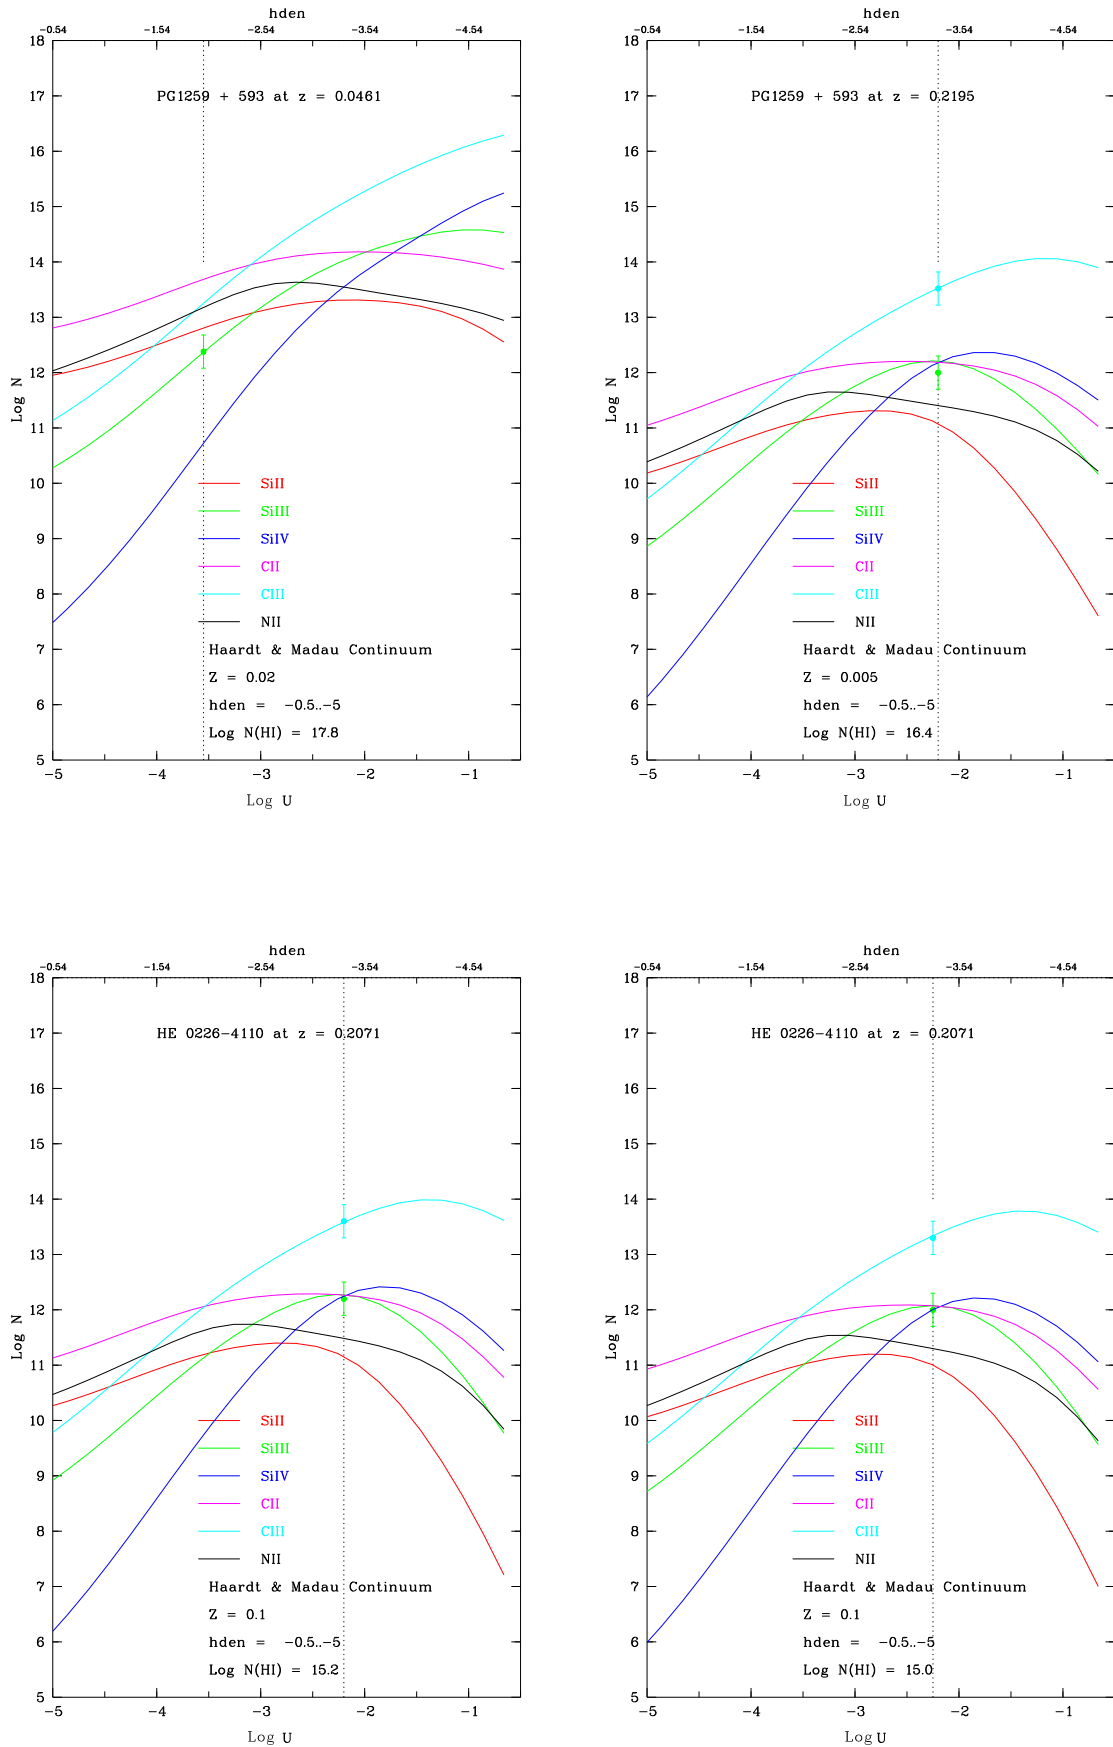 hden
-0.54 -1.54 -2.54 -3.54 -4.54
18
17
16
15
14
13
12
11
10
9
8
7
6
5
Log N
PG1259 + 593 at z = 0.0461
SiII
SiIII
SiIV
CII
CIII
NII
Haardt & Madau Continuum
Z = 0.02
hden = −0.5..−5
Log N(HI) = 17.8
−5 −4 −3 −2 −1
Log U
hden
-0.54 -1.54 -2.54 -3.54 -4.54
18
17
16
15
14
13
12
11
10
9
8
7
6
5
Log N
PG1259 + 593 at z = 0.2195
SiII
SiIII
SiIV
CII
CIII
NII
Haardt & Madau Continuum
Z = 0.005
hden = −0.5..−5
Log N(HI) = 16.4
−5 −4 −3 −2 −1
Log U
hden
-0.54 -1.54 -2.54 -3.54 -4.54
18
17
16
15
14
13
12
11
10
9
8
7
6
5
Log N
HE 0226−4110 at z = 0.2071
SiII
SiIII
SiIV
CII
CIII
NII
Haardt & Madau Continuum
Z = 0.1
hden = −0.5..−5
Log N(HI) = 15.2
−5 −4 −3 −2 −1
Log U
hden
-0.54 -1.54 -2.54 -3.54 -4.54
18
17
16
15
14
13
12
11
10
9
8
7
6
5
Log N
HE 0226−4110 at z = 0.2071
SiII
SiIII
SiIV
CII
CIII
NII
Haardt & Madau Continuum
Z = 0.1
hden = −0.5..−5
Log N(HI) = 15.0
−5 −4 −3 −2 −1
Log U